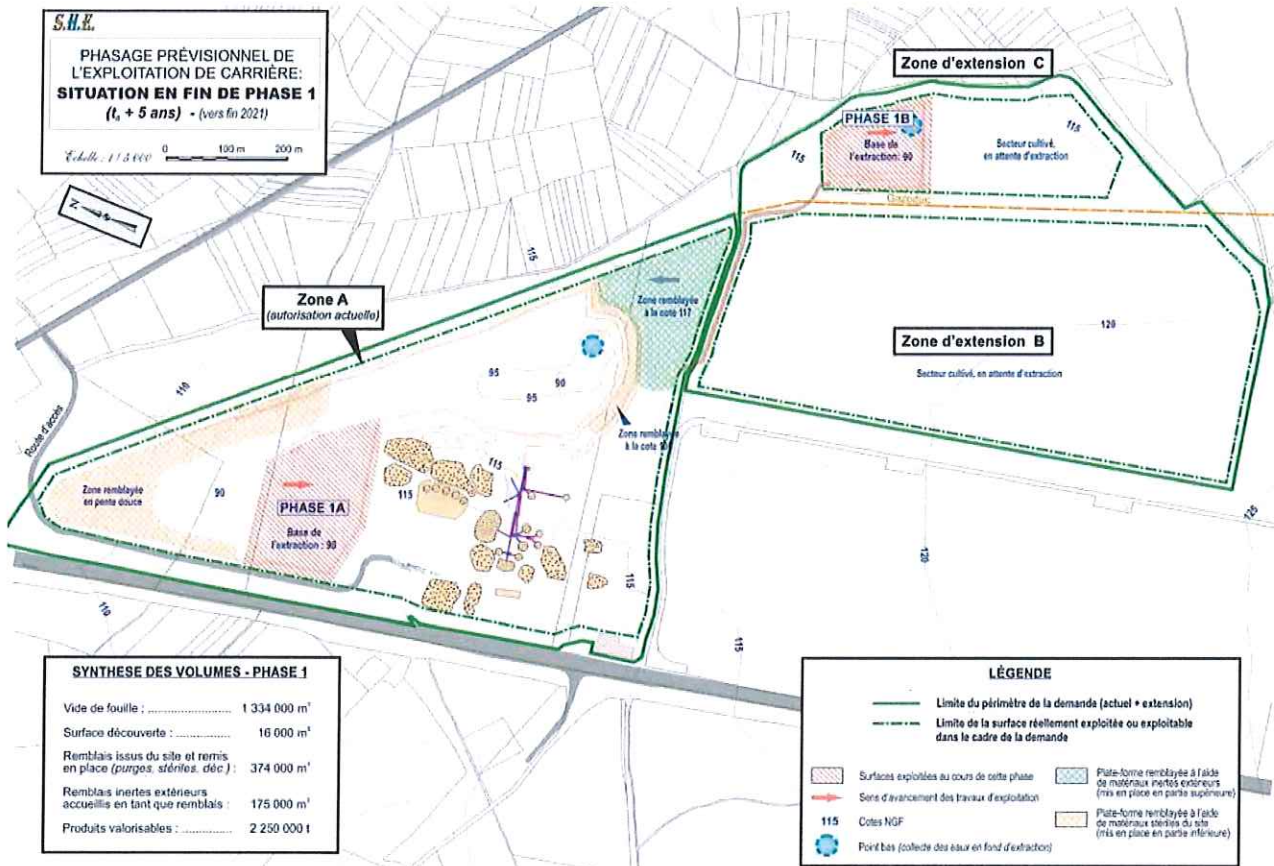 S.H.E.
PHASAGE PRÉVISIONNEL DE
L'EXPLOITATION DE CARRIÈRE:
SITUATION EN FIN DE PHASE 1
(t₀ + 5 ans) - (vers fin 2021)
Echelle : 1 / 5 000
0 100 m 200 m
N
Zone d'extension C
PHASE 1B
Base de
l'extraction: 90
115
Secteur cultivé,
en attente d'extraction
115
Gazoduc
115
Zone A
(autorisation actuelle)
Zone remblayée
à la cote 117
120
Zone d'extension B
Secteur cultivé, en attente d'extraction
110
95
90
95
Route d'accès
Zone remblayée
à la cote
Zone remblayée
en pente douce
90
PHASE 1A
Base de
l'extraction : 90
115
115
115
125
120
110
115
SYNTHESE DES VOLUMES - PHASE 1
Vide de fouille : ........................ 1 334 000 m³
Surface découverte : ................ 16 000 m²
Remblais issus du site et remis
en place (purges, stériles, déc.) : 374 000 m³
Remblais inertes extérieurs
accueillis en tant que remblais : 175 000 m³
Produits valorisables : .............. 2 250 000 t
LÉGENDE
Limite du périmètre de la demande (actuel + extension)
Limite de la surface réellement exploitée ou exploitable
dans le cadre de la demande
Surfaces exploitées au cours de cette phase
Sens d'avancement des travaux d'exploitation
115 Cotes NGF
Point bas (collecte des eaux en fond d'extraction)
Plate-forme remblayée à l'aide
de matériaux inertes extérieurs
(mis en place en partie supérieure)
Plate-forme remblayée à l'aide
de matériaux stériles du site
(mis en place en partie inférieure)